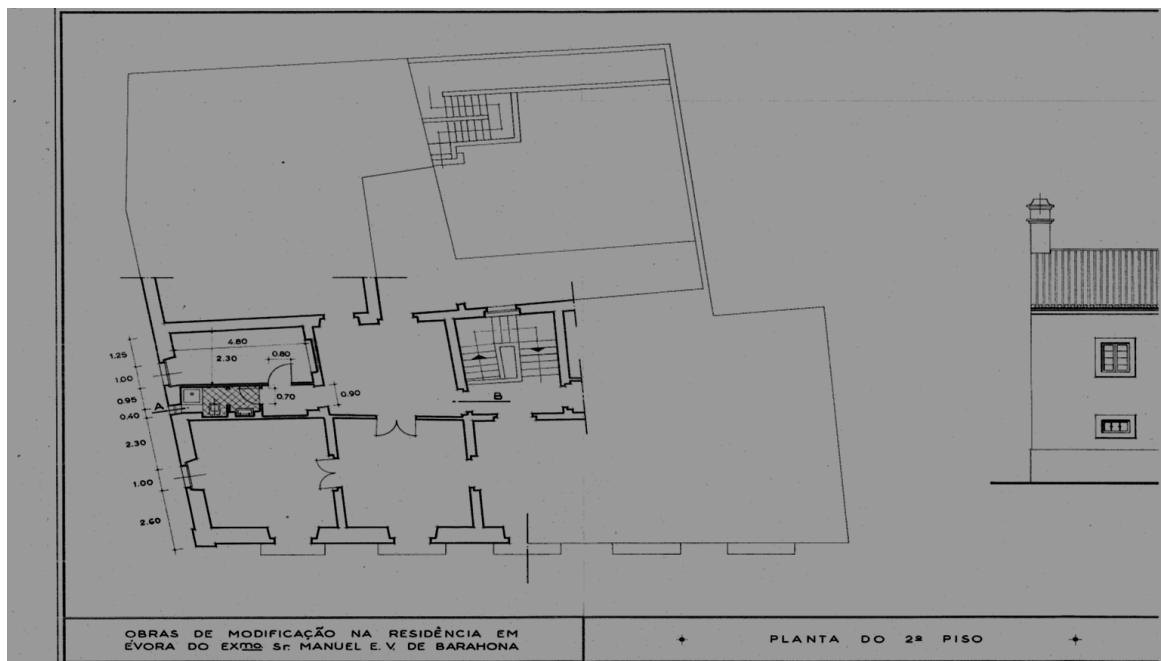 4.80
2.30
0.80
1.25
1.00
0.95
0.40
2.30
1.00
2.60
A
0.70
0.90
B
OBRAS DE MODIFICAÇÃO NA RESIDÊNCIA EM
ÉVORA DO EXmo Sr. MANUEL E. V. DE BARAHONA
PLANTA DO 2º PISO